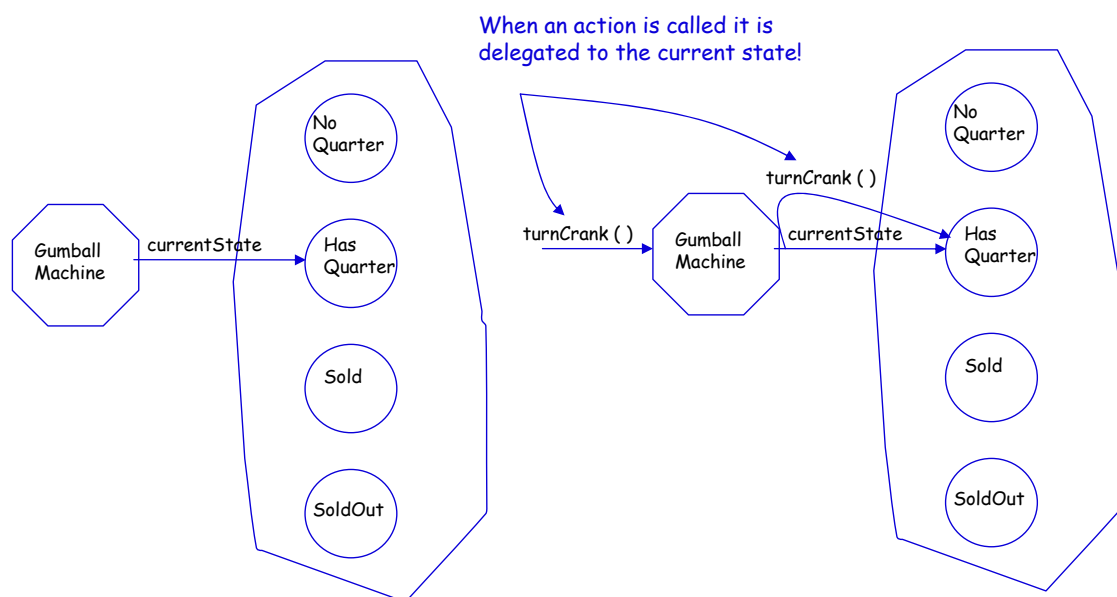 When an action is called it is
delegated to the current state!
No
Quarter
Gumball
Machine
currentState
Has
Quarter
Sold
SoldOut
turnCrank ( )
turnCrank ( )
Gumball
Machine
currentState
No
Quarter
Has
Quarter
Sold
SoldOut